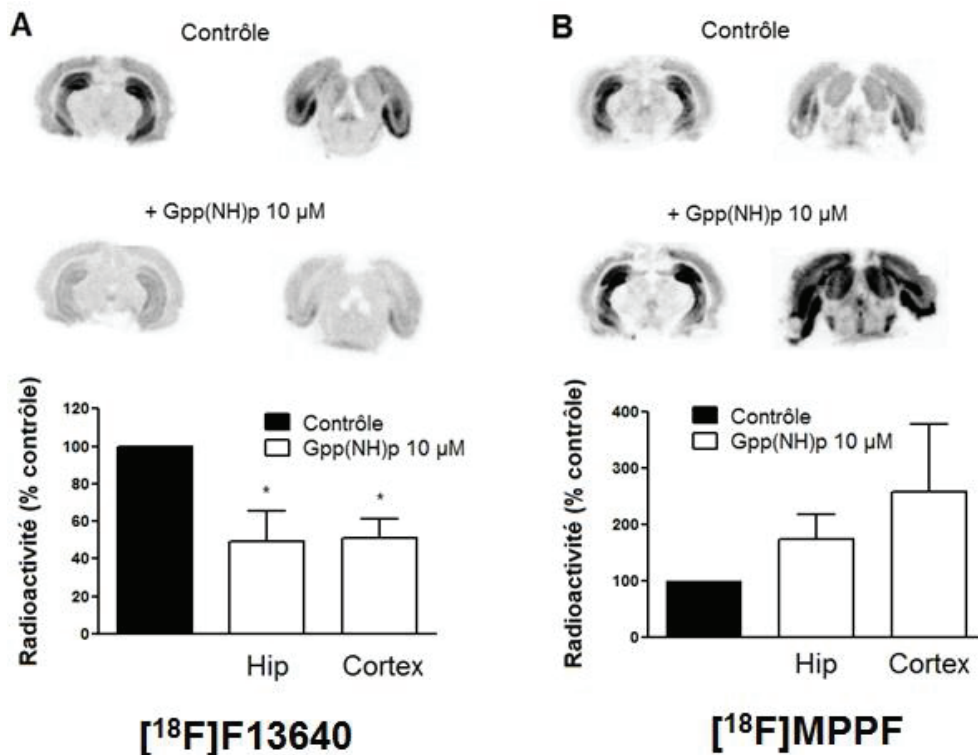 A
Contrôle
+ Gpp(NH)p 10 µM
Radioactivité (% contrôle)
120
100
80
60
40
20
0
Contrôle
Gpp(NH)p 10 µM
*
*
Hip
Cortex
[¹⁸F]F13640
B
Contrôle
+ Gpp(NH)p 10 µM
Radioactivité (% contrôle)
400
300
200
100
0
Contrôle
Gpp(NH)p 10 µM
Hip
Cortex
[¹⁸F]MPPF